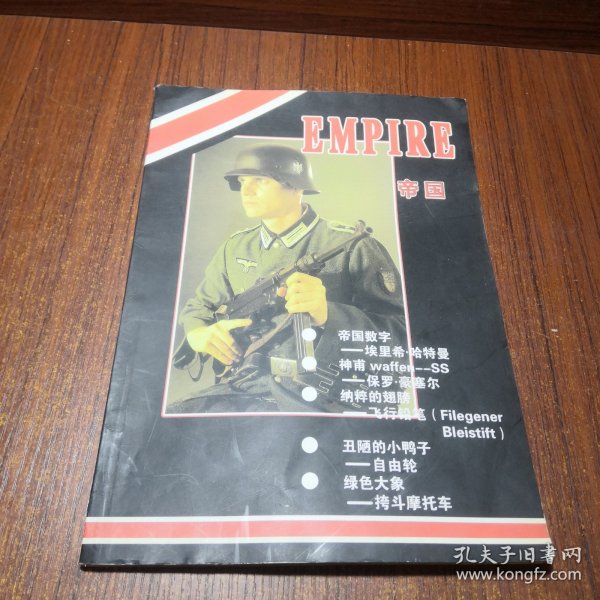 EMPIRE
帝国
帝国数字
——埃里希·哈特曼
神甫 waffen--SS
——保罗·豪塞尔
纳粹的翅膀
——飞行铅笔（Filegener
Bleistift）
丑陋的小鸭子
——自由轮
绿色大象
——挎斗摩托车
孔夫子旧书网
www.kongfz.com